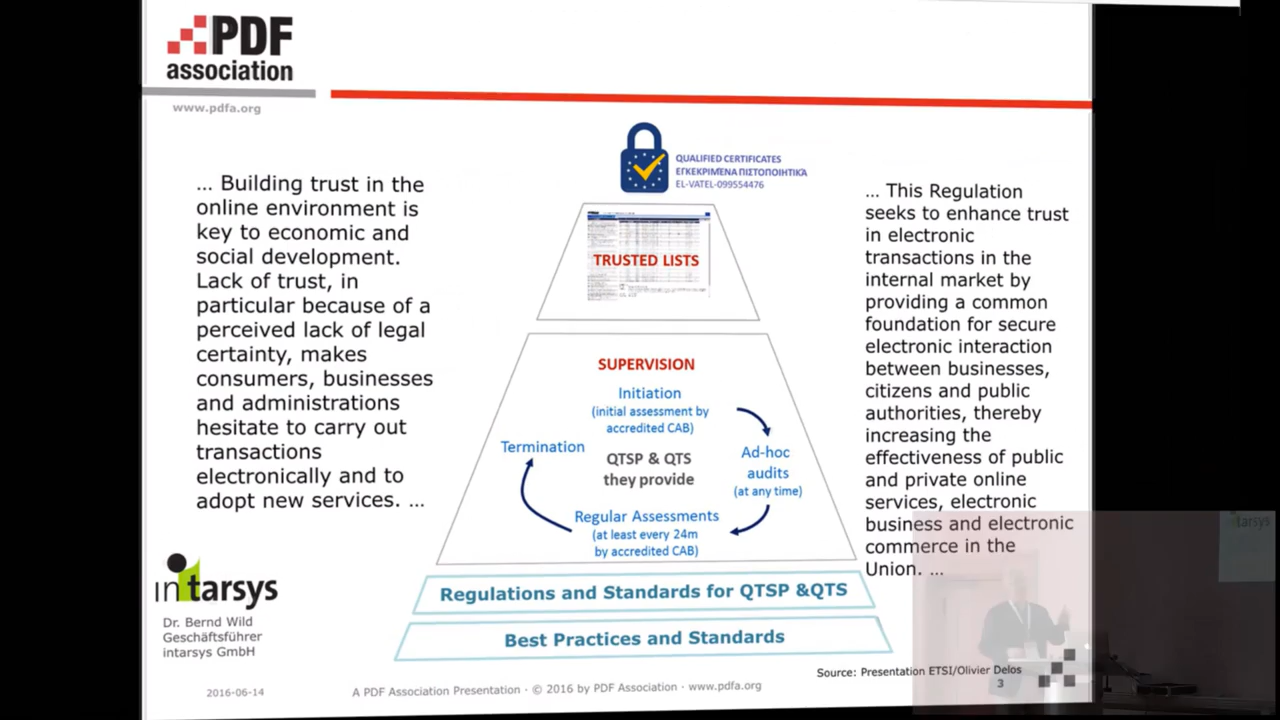 PDF
association
www.pdfa.org
... Building trust in the
online environment is
key to economic and
social development.
Lack of trust, in
particular because of a
perceived lack of legal
certainty, makes
consumers, businesses
and administrations
hesitate to carry out
transactions
electronically and to
adopt new services. ...
QUALIFIED CERTIFICATES
ΕΓΚΕΚΡΙΜΕΝΑ ΠΙΣΤΟΠΟΙΗΤΙΚΑ
EL-VATEL-099554476
TRUSTED LISTS
SUPERVISION
Initiation
(initial assessment by
accredited CAB)
Termination
QTSP & QTS
they provide
Ad-hoc
audits
(at any time)
Regular Assessments
(at least every 24m
by accredited CAB)
Regulations and Standards for QTSP &QTS
Best Practices and Standards
... This Regulation
seeks to enhance trust
in electronic
transactions in the
internal market by
providing a common
foundation for secure
electronic interaction
between businesses,
citizens and public
authorities, thereby
increasing the
effectiveness of public
and private online
services, electronic
business and electronic
commerce in the
Union. ...
intarsys
Dr. Bernd Wild
Geschäftsführer
intarsys GmbH
intarsys
Source: Presentation ETSI/Olivier Delos
2016-06-14
A PDF Association Presentation · © 2016 by PDF Association · www.pdfa.org
3